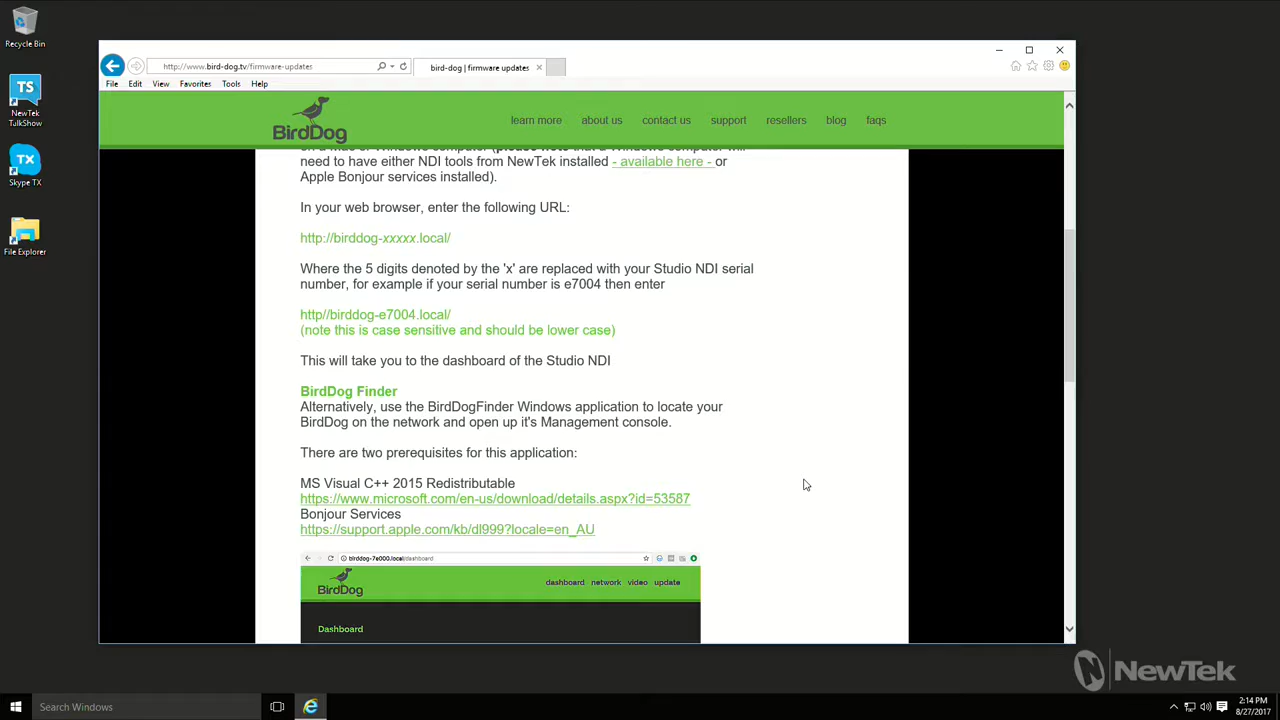 Recycle Bin
TS
NewTek
TalkShow
TX
Skype TX
File Explorer
http://www.bird-dog.tv/firmware-updates
bird-dog | firmware updates
File Edit View Favorites Tools Help
BirdDog
learn more about us contact us support resellers blog faqs
need to have either NDI tools from NewTek installed - available here - or
Apple Bonjour services installed).
In your web browser, enter the following URL:
http://birddog-xxxxx.local/
Where the 5 digits denoted by the 'x' are replaced with your Studio NDI serial
number, for example if your serial number is e7004 then enter
http//birddog-e7004.local/
(note this is case sensitive and should be lower case)
This will take you to the dashboard of the Studio NDI
BirdDog Finder
Alternatively, use the BirdDogFinder Windows application to locate your
BirdDog on the network and open up it's Management console.
There are two prerequisites for this application:
MS Visual C++ 2015 Redistributable
https://www.microsoft.com/en-us/download/details.aspx?id=53587
Bonjour Services
https://support.apple.com/kb/dl999?locale=en_AU
birddog-7e000.local/dashboard
BirdDog
dashboard network video update
Dashboard
NewTek
Search Windows
2:14 PM
8/27/2017